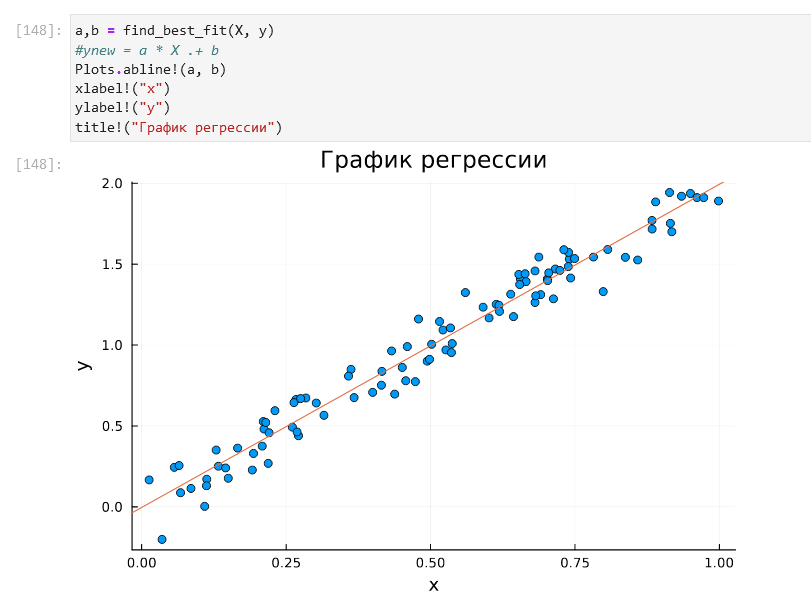 [148]: a,b = find_best_fit(X, y)
#ynew = a * X .+ b
Plots.abline!(a, b)
xlabel!("x")
ylabel!("y")
title!("График регрессии")
[148]:
График регрессии
2.0
1.5
1.0
0.5
0.0
y
0.00 0.25 0.50 0.75 1.00
x